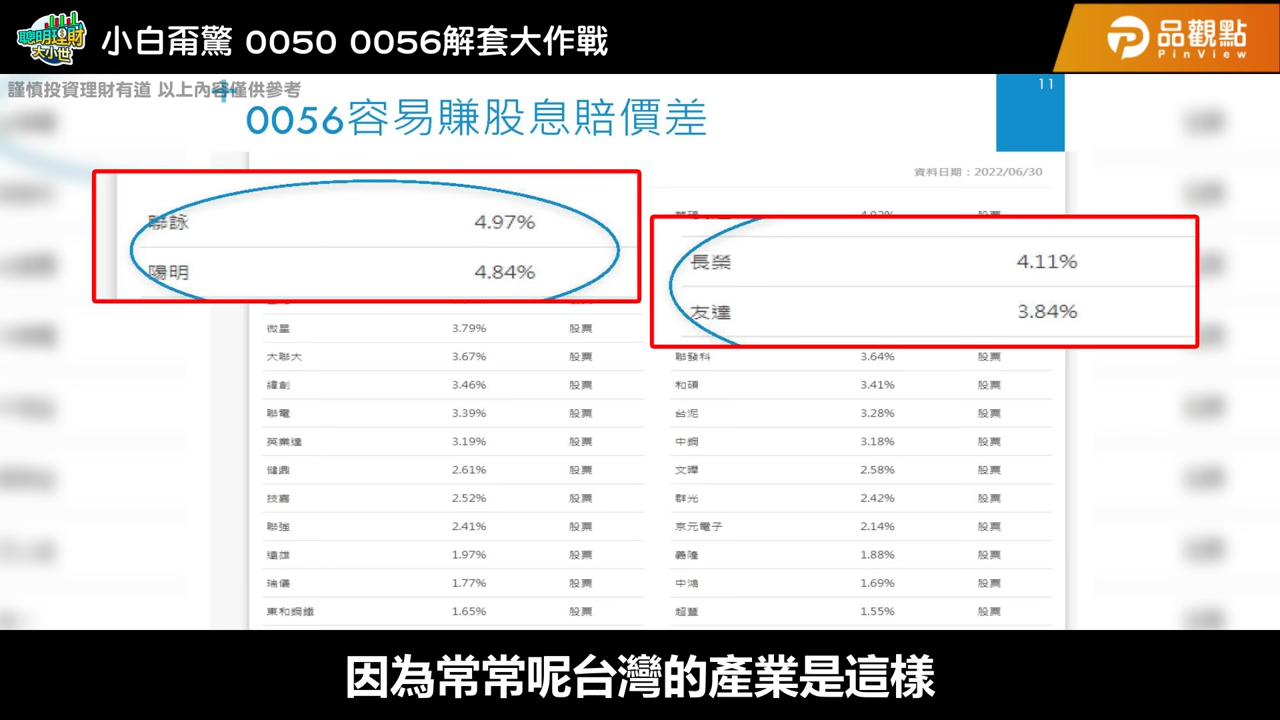 聰明理財
大小世
小白甭驚 0050 0056解套大作戰
品觀點
PinView
謹慎投資理財有道 以上內容僅供參考
11
0056容易賺股息賠價差
資料日期：2022/06/30
聯詠 4.97%
陽明 4.84%
4.92% 股票
長榮 4.11%
友達 3.84%
微星 3.79% 股票
大聯大 3.67% 股票 聯發科 3.64% 股票
緯創 3.46% 股票 和碩 3.41% 股票
聯電 3.39% 股票 台泥 3.28% 股票
英業達 3.19% 股票 中鋼 3.18% 股票
健鼎 2.61% 股票 文曄 2.58% 股票
技嘉 2.52% 股票 群光 2.42% 股票
聯強 2.41% 股票 京元電子 2.14% 股票
遠雄 1.97% 股票 義隆 1.88% 股票
瑞儀 1.77% 股票 中鴻 1.69% 股票
東和鋼鐵 1.65% 股票 超豐 1.55% 股票
因為常常呢台灣的產業是這樣